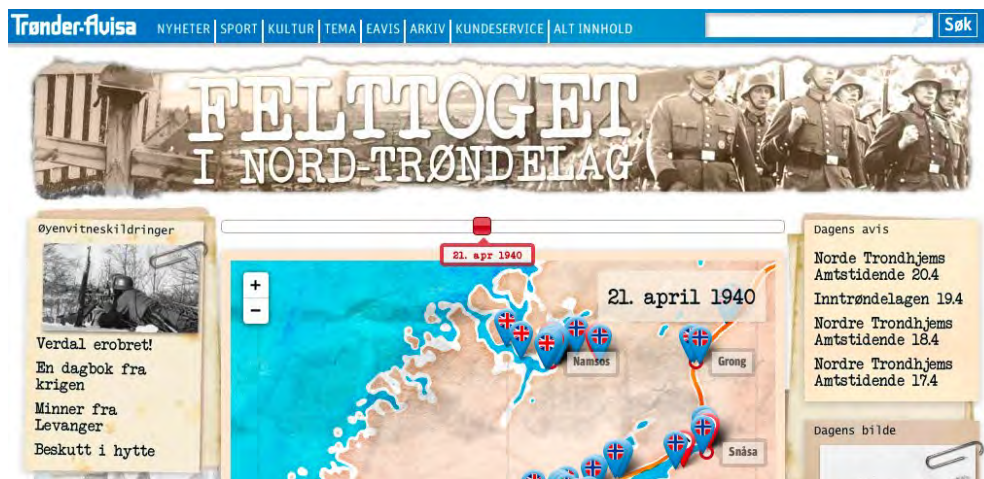 Trønder-Avisa
NYHETER SPORT KULTUR TEMA EAVIS ARKIV KUNDESERVICE ALT INNHOLD
Søk
FELTTOGET
I NORD-TRØNDELAG
Øyenvitneskildringer
Verdal erobret!
En dagbok fra
krigen
Minner fra
Levanger
Beskutt i hytte
21. apr 1940
+
−
21. april 1940
Namsos
Grong
Snåsa
Dagens avis
Norde Trondhjems
Amtstidende 20.4
Inntrøndelagen 19.4
Nordre Trondhjems
Amtstidende 18.4
Nordre Trondhjems
Amtstidende 17.4
Dagens bilde